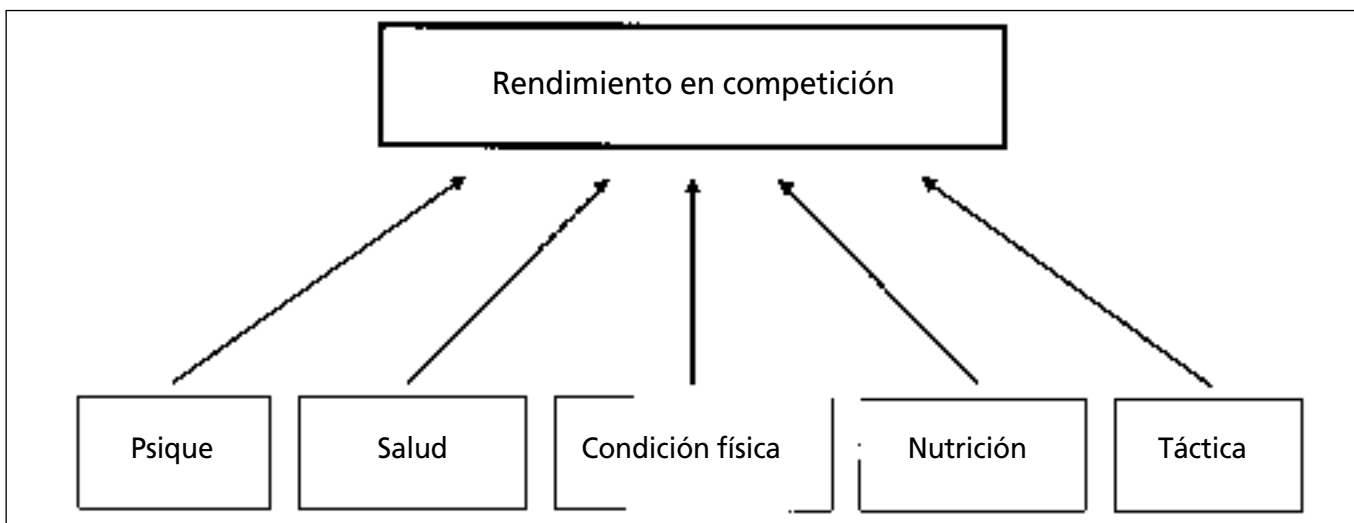 Rendimiento en competición
Psique
Salud
Condición física
Nutrición
Táctica